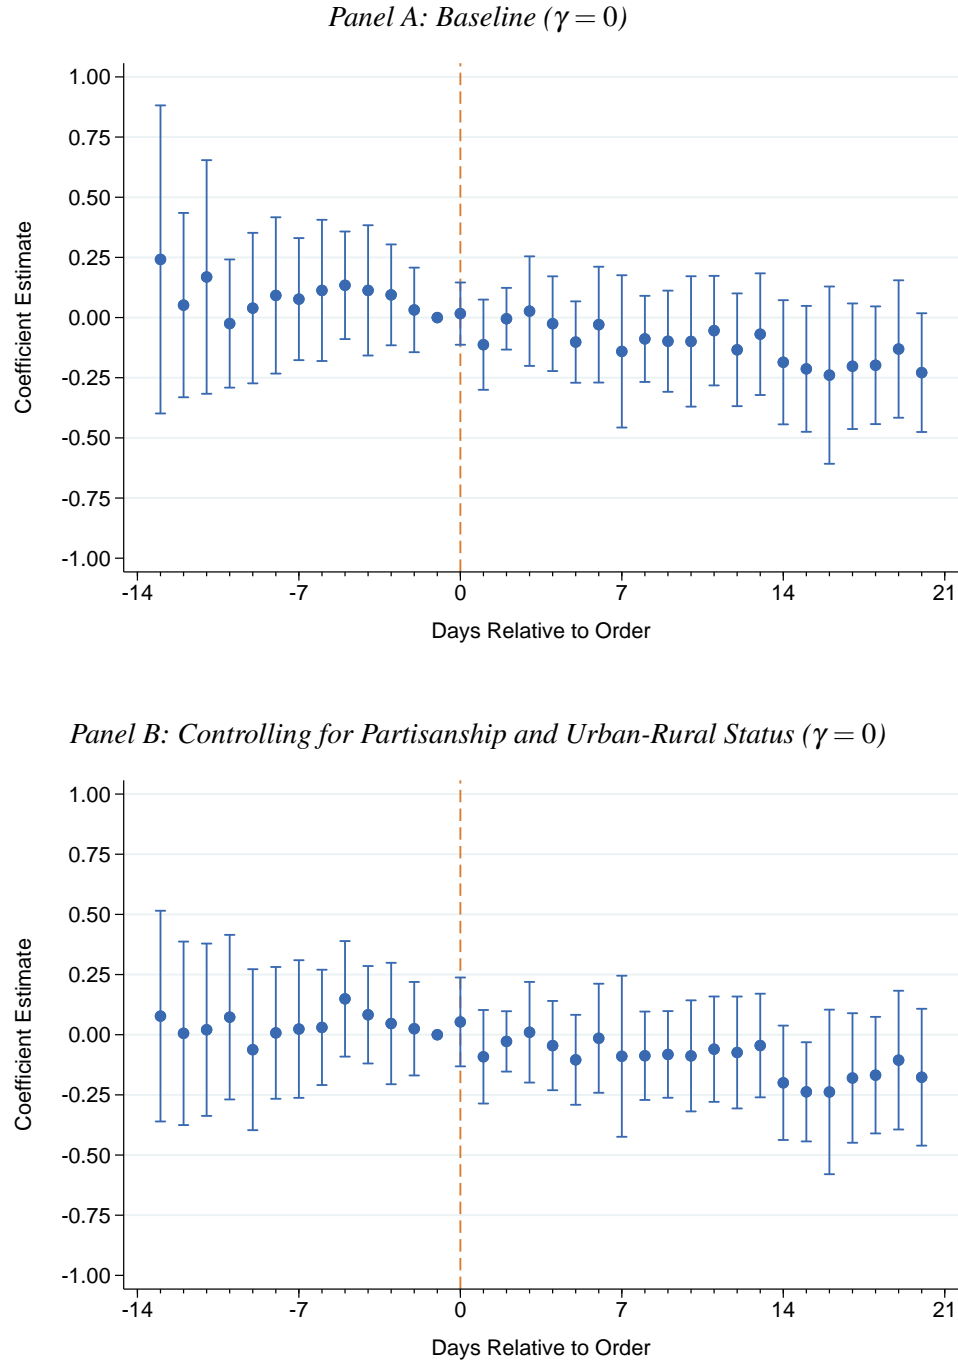 Panel A: Baseline (γ = 0)
1.00
0.75
0.50
0.25
0.00
-0.25
-0.50
-0.75
-1.00
Coefficient Estimate
-14 -7 0 7 14 21
Days Relative to Order
Panel B: Controlling for Partisanship and Urban-Rural Status (γ = 0)
1.00
0.75
0.50
0.25
0.00
-0.25
-0.50
-0.75
-1.00
Coefficient Estimate
-14 -7 0 7 14 21
Days Relative to Order